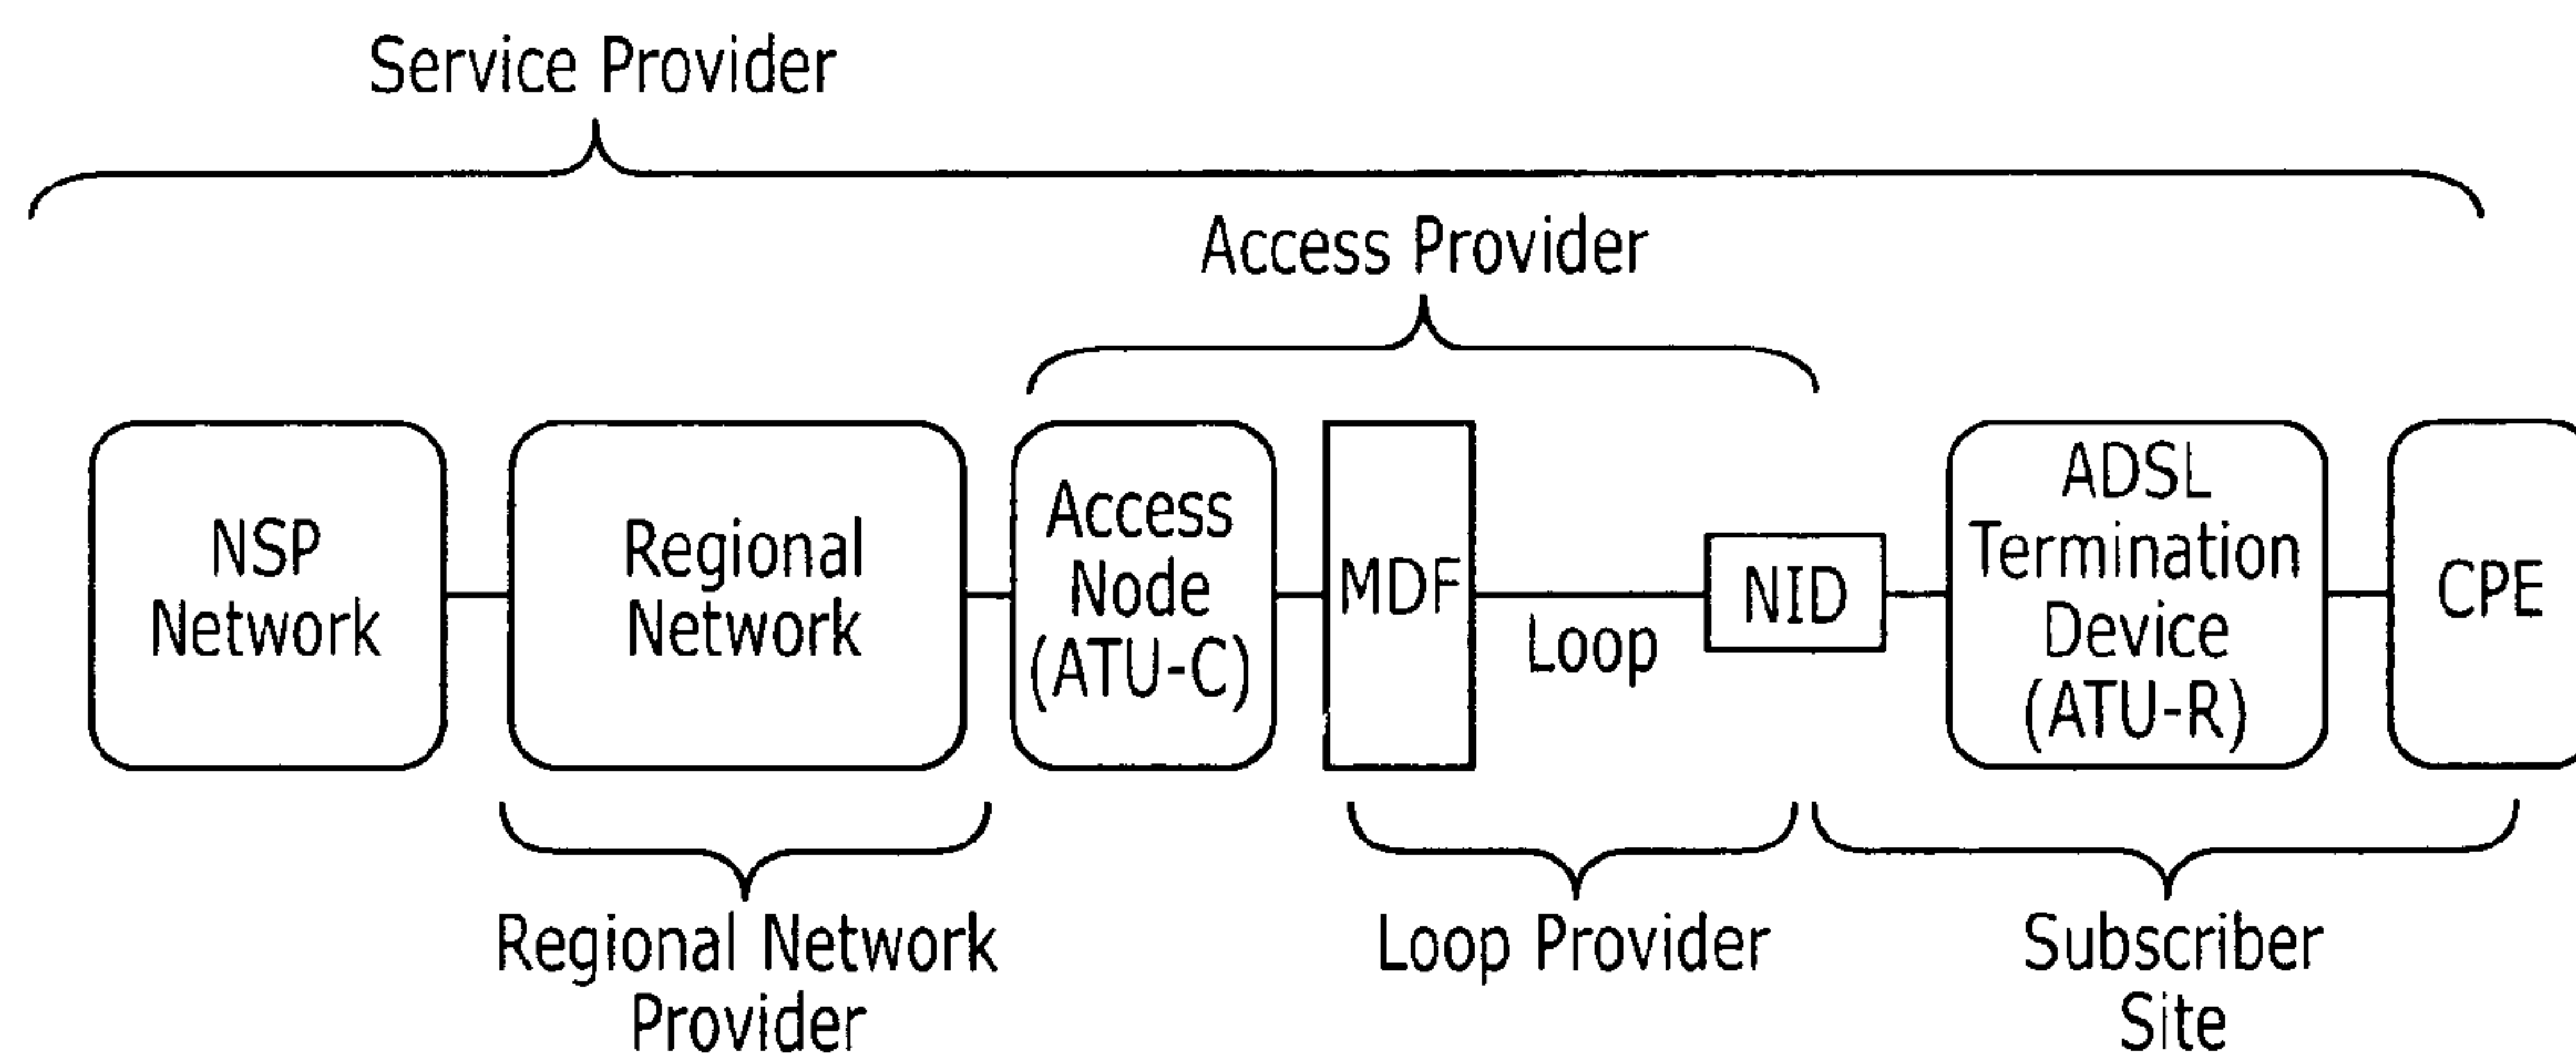 Service Provider
Access Provider
NSP
Network
Regional
Network
Access
Node
(ATU-C)
MDF
Loop
NID
ADSL
Termination
Device
(ATU-R)
CPE
Regional Network
Provider
Loop Provider
Subscriber
Site